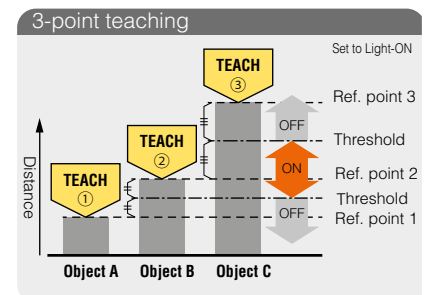 3-point teaching
Set to Light-ON
TEACH
③
Ref. point 3
OFF
TEACH
②
Threshold
ON
TEACH
①
Ref. point 2
Threshold
OFF
Ref. point 1
Distance
Object A
Object B
Object C